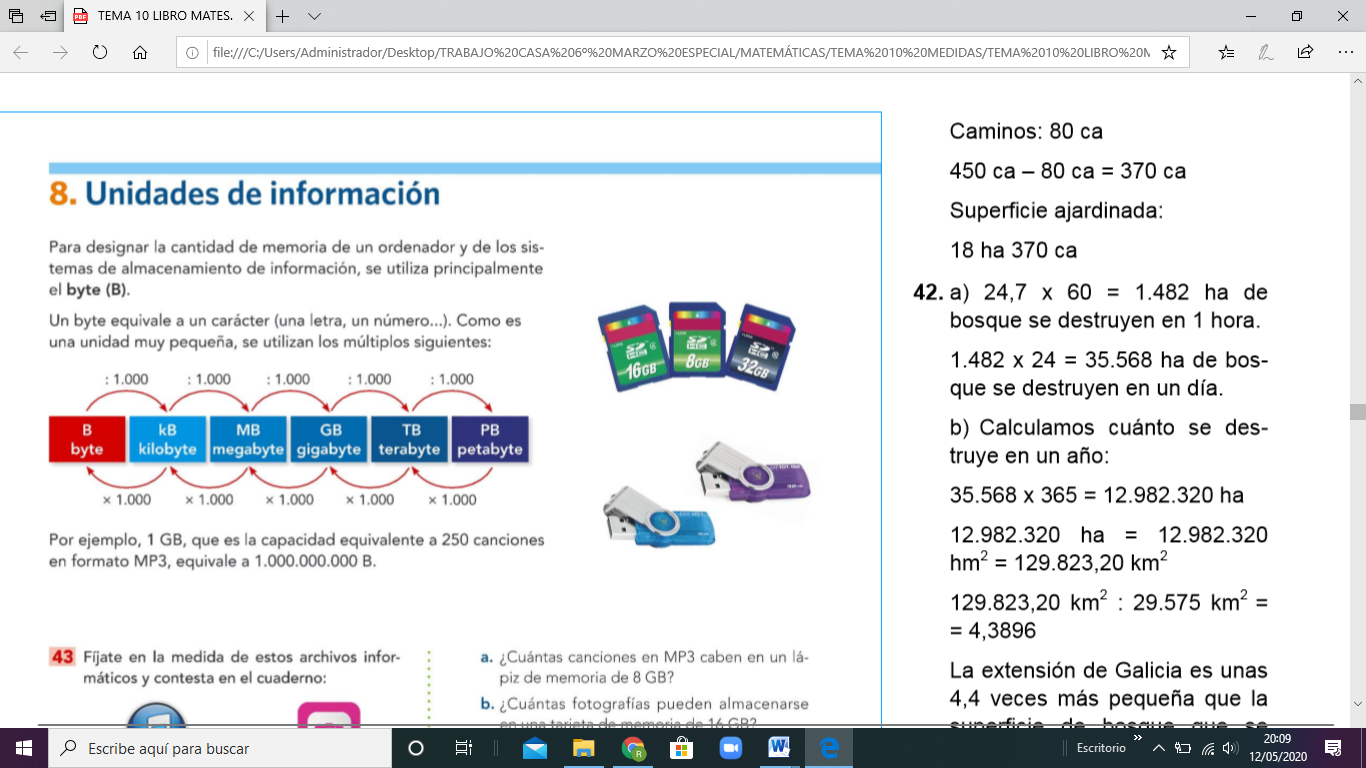 TEMA 10 LIBRO MATES.
file:///C:/Users/Administrador/Desktop/TRABAJO%20CASA%206º%20MARZO%20ESPECIAL/MATEMÁTICAS/TEMA%2010%20MEDIDAS/TEMA%2010%20LIBRO%20M
8. Unidades de información
Para designar la cantidad de memoria de un ordenador y de los sis-
temas de almacenamiento de información, se utiliza principalmente
el byte (B).
Un byte equivale a un carácter (una letra, un número...). Como es
una unidad muy pequeña, se utilizan los múltiplos siguientes:
: 1.000 : 1.000 : 1.000 : 1.000 : 1.000
B kB MB GB TB PB
byte kilobyte megabyte gigabyte terabyte petabyte
× 1.000 × 1.000 × 1.000 × 1.000 × 1.000
Por ejemplo, 1 GB, que es la capacidad equivalente a 250 canciones
en formato MP3, equivale a 1.000.000.000 B.
16GB 8GB 32GB
43 Fíjate en la medida de estos archivos infor-
máticos y contesta en el cuaderno:
a. ¿Cuántas canciones en MP3 caben en un lá-
piz de memoria de 8 GB?
b. ¿Cuántas fotografías pueden almacenarse
en una tarjeta de memoria de 16 GB?
Caminos: 80 ca
450 ca – 80 ca = 370 ca
Superficie ajardinada:
18 ha 370 ca
42. a) 24,7 x 60 = 1.482 ha de
bosque se destruyen en 1 hora.
1.482 x 24 = 35.568 ha de bos-
que se destruyen en un día.
b) Calculamos cuánto se des-
truye en un año:
35.568 x 365 = 12.982.320 ha
12.982.320 ha = 12.982.320
hm² = 129.823,20 km²
129.823,20 km² : 29.575 km² =
= 4,3896
La extensión de Galicia es unas
4,4 veces más pequeña que la
superficie de bosque que se
Escribe aquí para buscar
Escritorio
20:09
12/05/2020